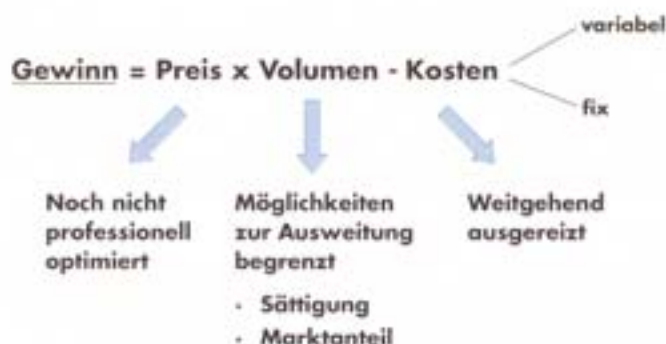 variabel
Gewinn = Preis x Volumen - Kosten
fix
Noch nicht
professionell
optimiert
Möglichkeiten
zur Ausweitung
begrenzt
· Sättigung
· Marktanteil
Weitgehend
ausgereizt